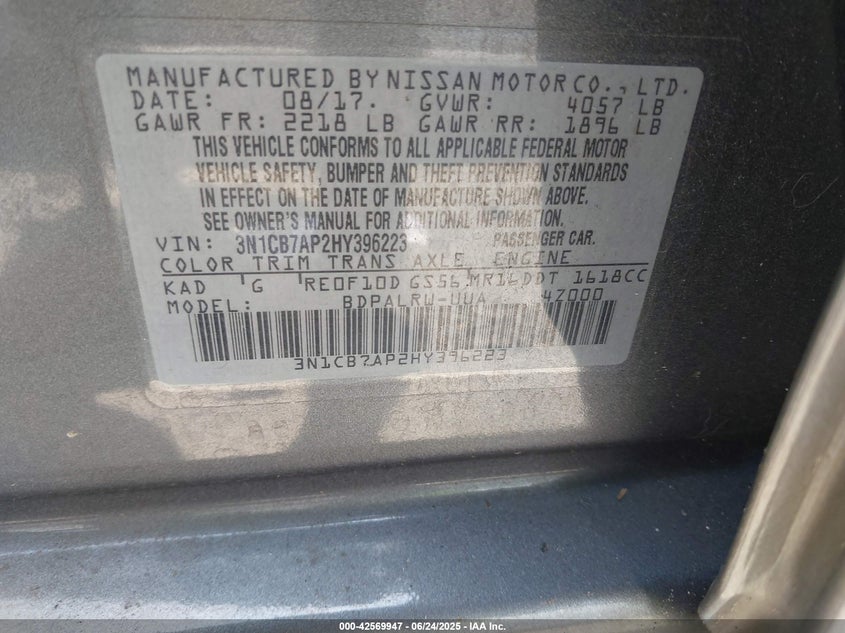 MANUFACTURED BY NISSAN MOTOR CO., LTD.
DATE: 08/17. GVWR: 4057 LB
GAWR FR: 2218 LB GAWR RR: 1896 LB
THIS VEHICLE CONFORMS TO ALL APPLICABLE FEDERAL MOTOR
VEHICLE SAFETY, BUMPER AND THEFT PREVENTION STANDARDS
IN EFFECT ON THE DATE OF MANUFACTURE SHOWN ABOVE.
SEE OWNER'S MANUAL FOR ADDITIONAL INFORMATION.
VIN: 3N1CB7AP2HY396223 PASSENGER CAR.
COLOR TRIM TRANS AXLE ENGINE
KAD G RE0F10D GS56 MR16DDT 1618CC
MODEL: BDPALRW-UUA 47000
3N1CB7AP2HY396223
000-42569947 - 06/24/2025 - IAA Inc.